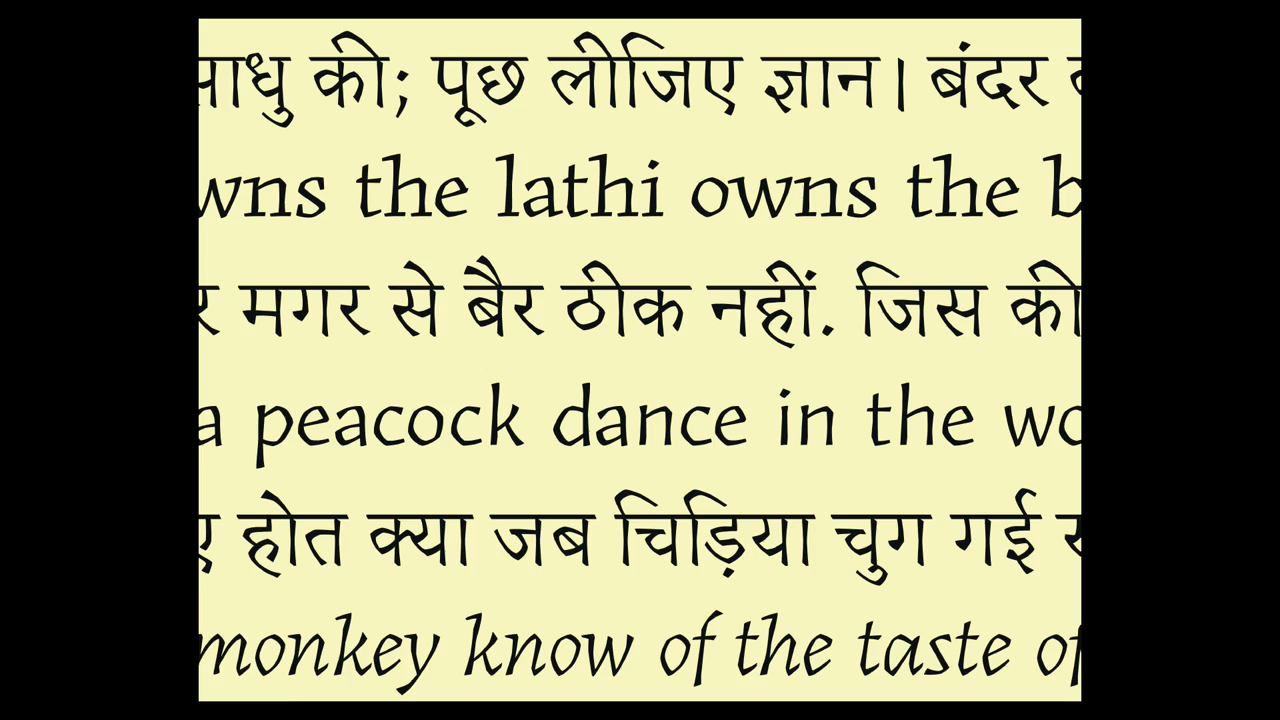 साधु की; पूछ लीजिए ज्ञान। बंदर
owns the lathi owns the b
मगर से बैर ठीक नहीं. जिस की
a peacock dance in the wo
होत क्या जब चिड़िया चुग गई
monkey know of the taste of